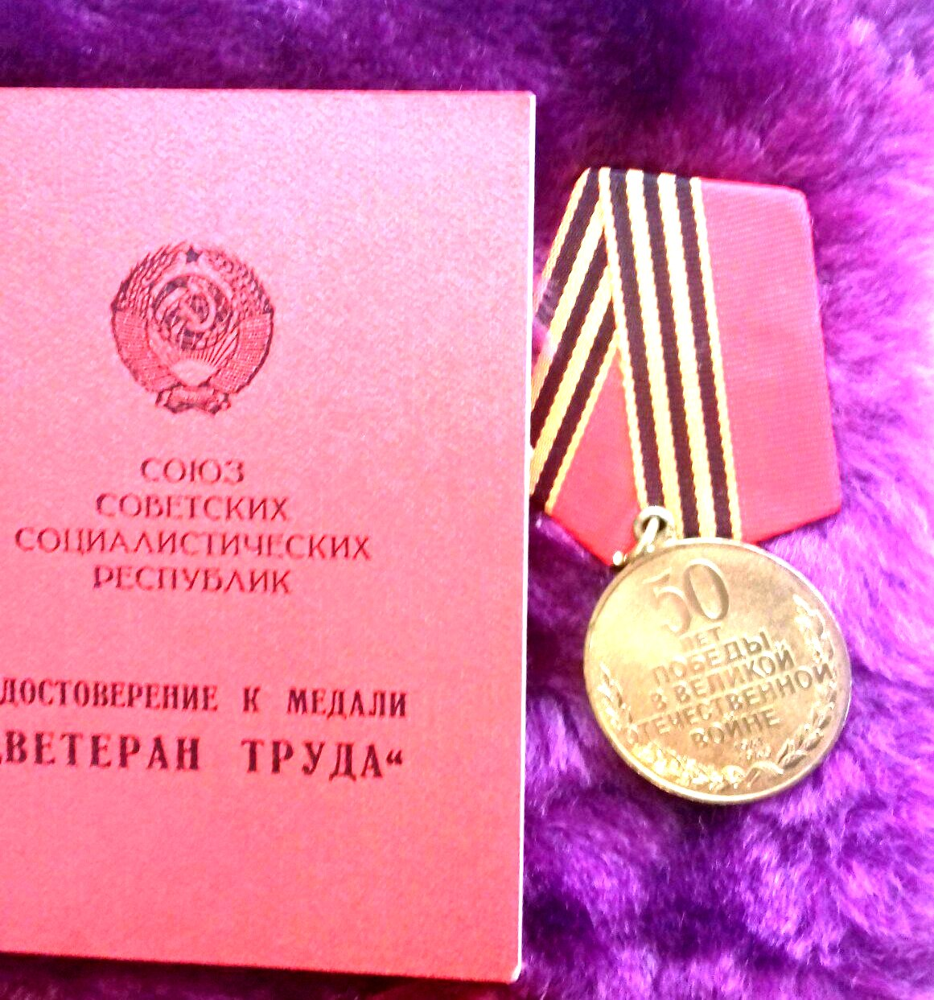 СОЮЗ
СОВЕТСКИХ
СОЦИАЛИСТИЧЕСКИХ
РЕСПУБЛИК
ДОСТОВЕРЕНИЕ К МЕДАЛИ
„ВЕТЕРАН ТРУДА“
50
ЛЕТ
ПОБЕДЫ
В ВЕЛИКОЙ
ОТЕЧЕСТВЕННОЙ
ВОЙНЕ